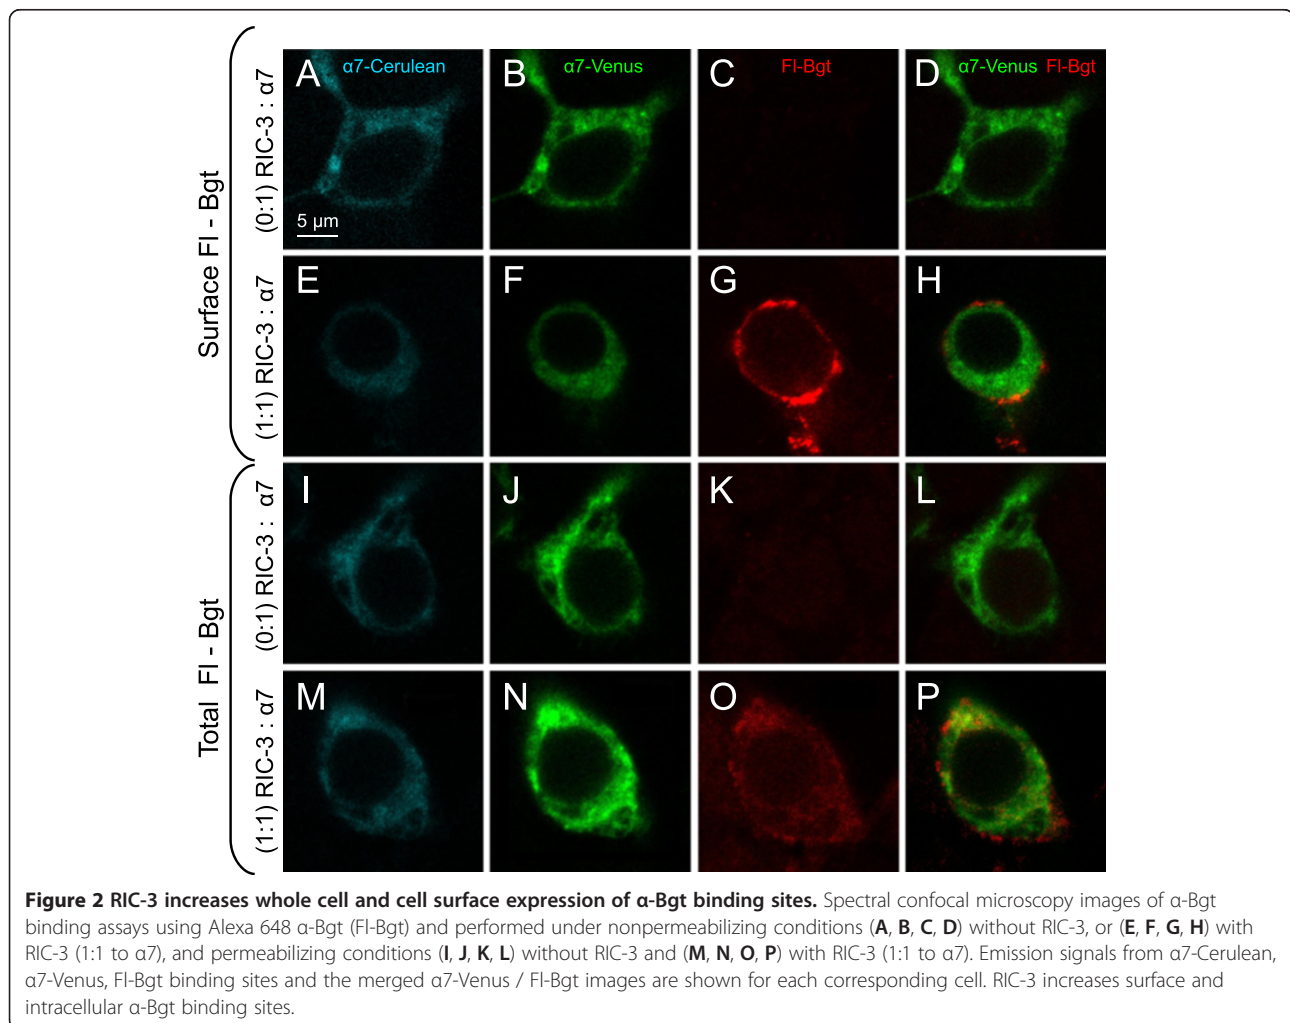 Surface Fl - Bgt
(0:1) RIC-3 : α7
A α7-Cerulean
5 µm
B α7-Venus
C Fl-Bgt
D α7-Venus Fl-Bgt
(1:1) RIC-3 : α7
E
F
G
H
Total Fl - Bgt
(0:1) RIC-3 : α7
I
J
K
L
(1:1) RIC-3 : α7
M
N
O
P
Figure 2 RIC-3 increases whole cell and cell surface expression of α-Bgt binding sites. Spectral confocal microscopy images of α-Bgt
binding assays using Alexa 648 α-Bgt (Fl-Bgt) and performed under nonpermeabilizing conditions (A, B, C, D) without RIC-3, or (E, F, G, H) with
RIC-3 (1:1 to α7), and permeabilizing conditions (I, J, K, L) without RIC-3 and (M, N, O, P) with RIC-3 (1:1 to α7). Emission signals from α7-Cerulean,
α7-Venus, Fl-Bgt binding sites and the merged α7-Venus / Fl-Bgt images are shown for each corresponding cell. RIC-3 increases surface and
intracellular α-Bgt binding sites.